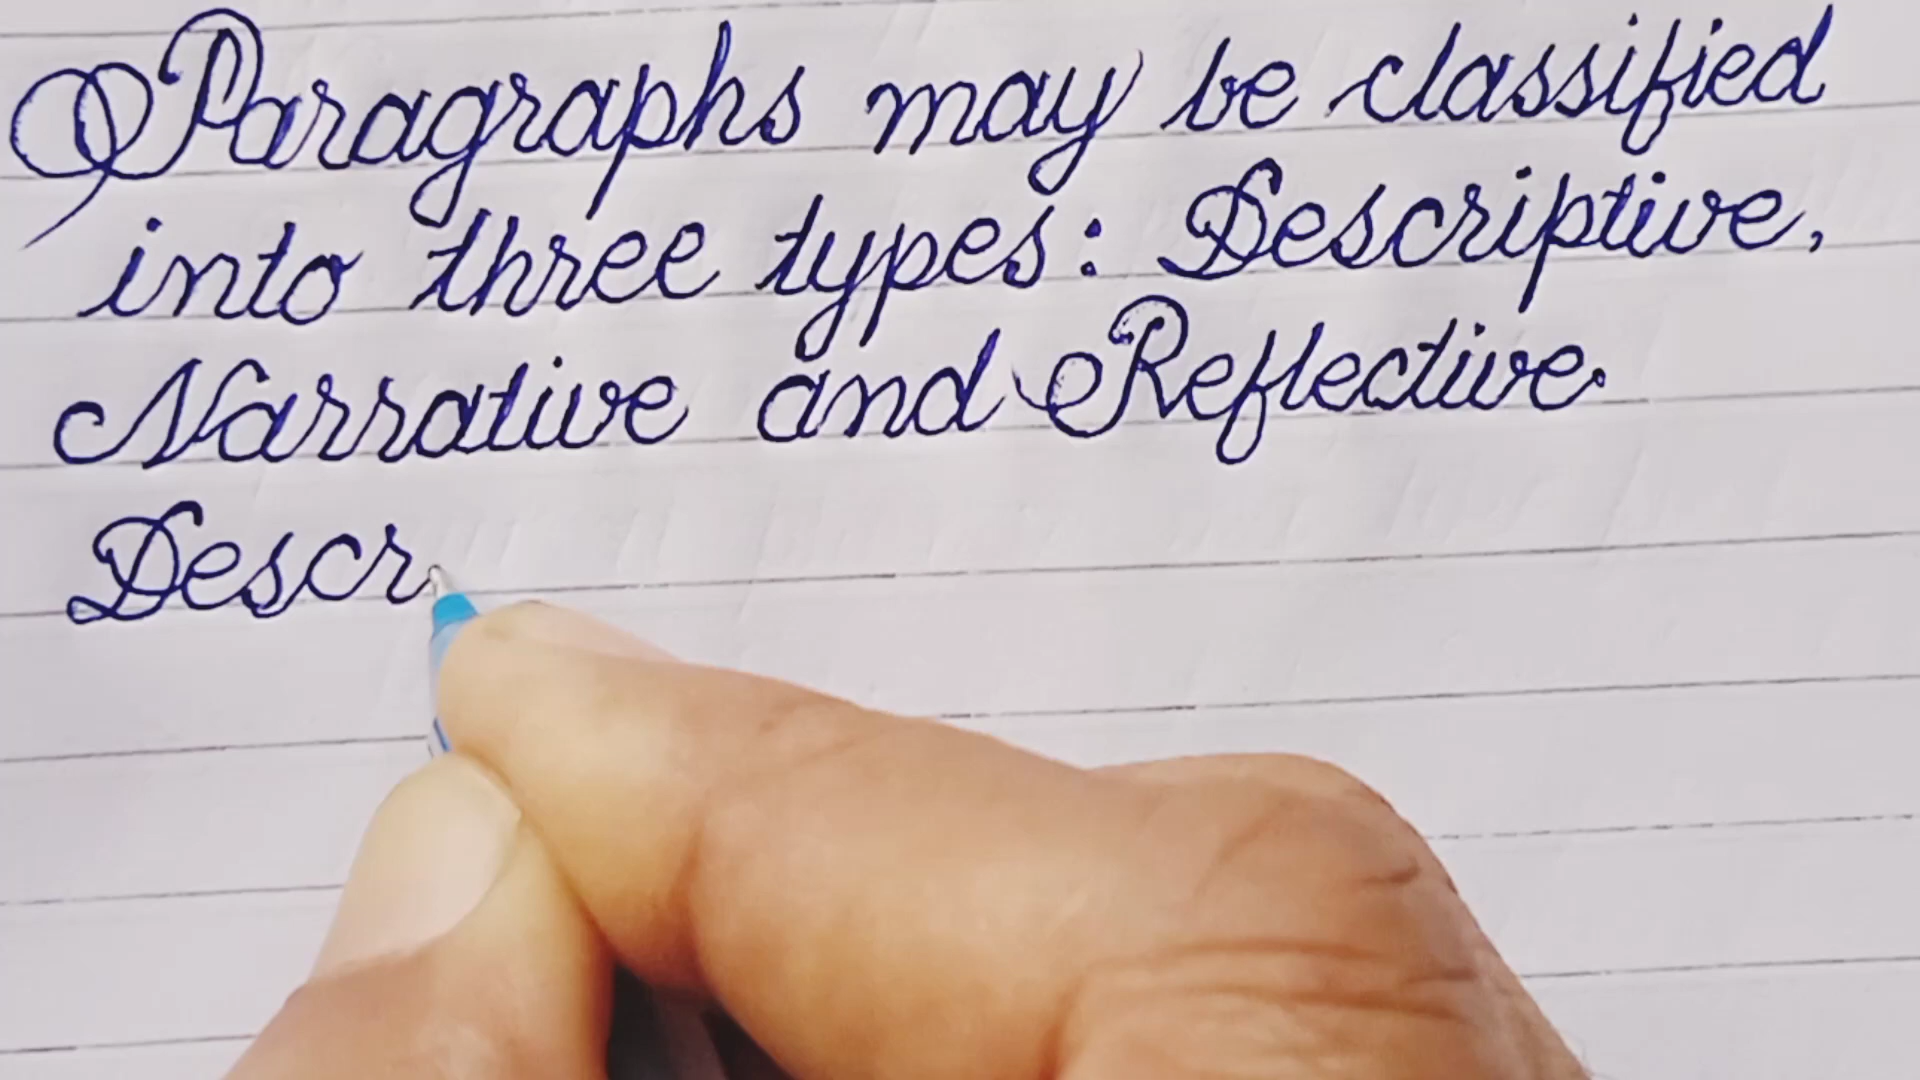 Paragraphs may be classified
into three types: Descriptive,
Narrative and Reflective.
Descr